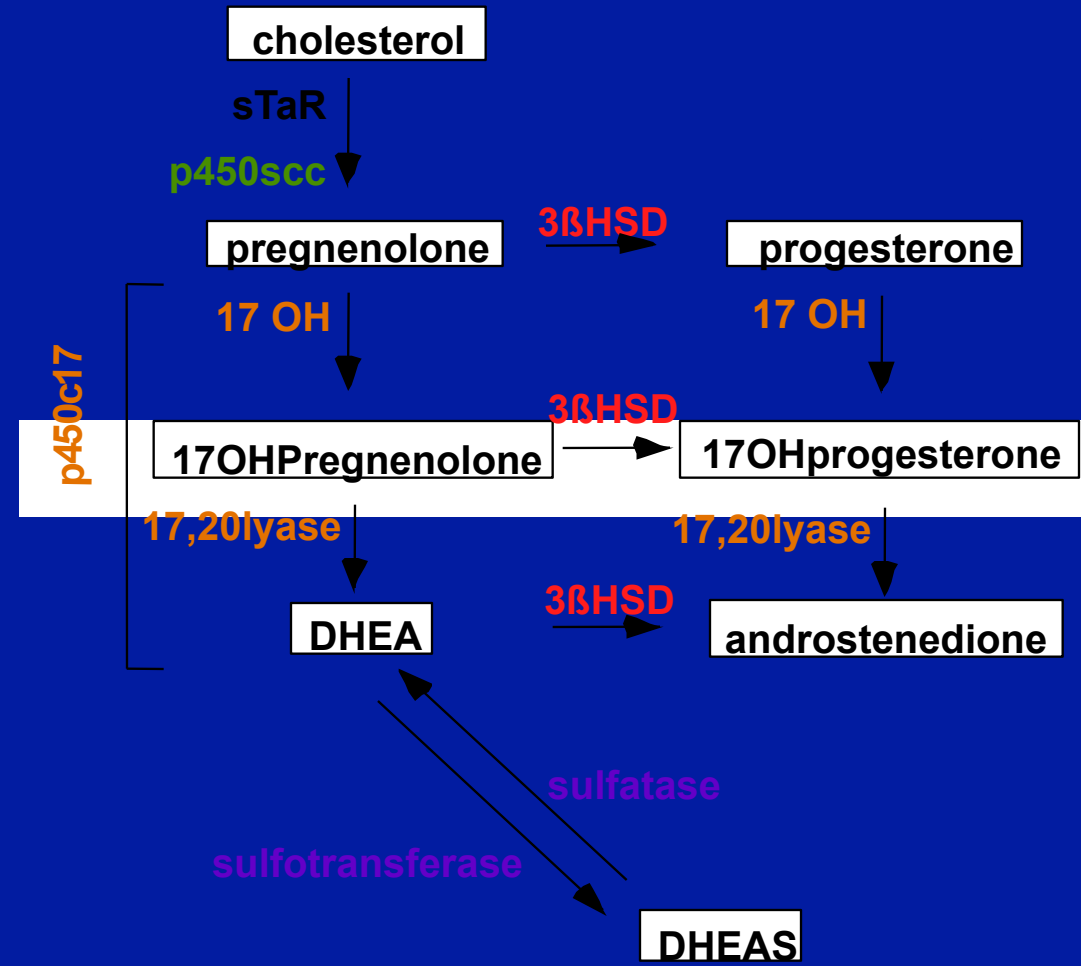 cholesterol
sTaR
p450scc
3ßHSD
pregnenolone
progesterone
17 OH
17 OH
p450c17
3ßHSD
17OHPregnenolone
17OHprogesterone
17,20lyase
17,20lyase
3ßHSD
DHEA
androstenedione
sulfatase
sulfotransferase
DHEAS